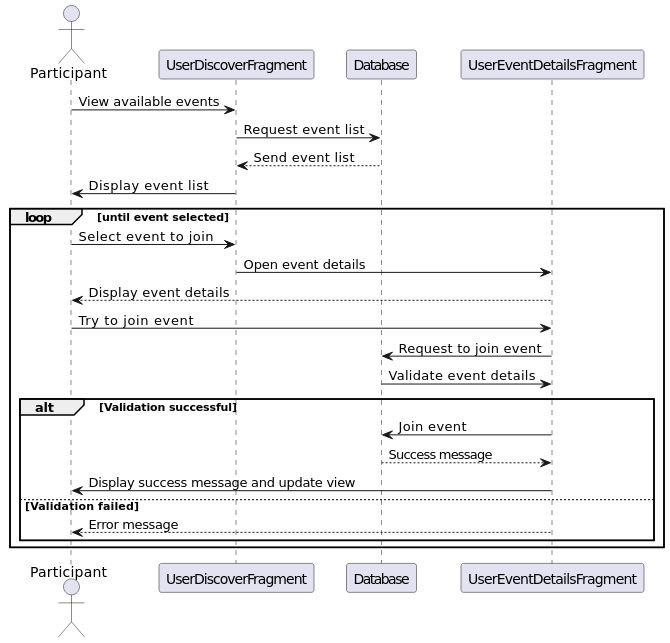 Participant
UserDiscoverFragment
Database
UserEventDetailsFragment
View available events
Request event list
Send event list
Display event list
loop
[until event selected]
Select event to join
Open event details
Display event details
Try to join event
Request to join event
Validate event details
alt
[Validation successful]
Join event
Success message
Display success message and update view
[Validation failed]
Error message
Participant
UserDiscoverFragment
Database
UserEventDetailsFragment